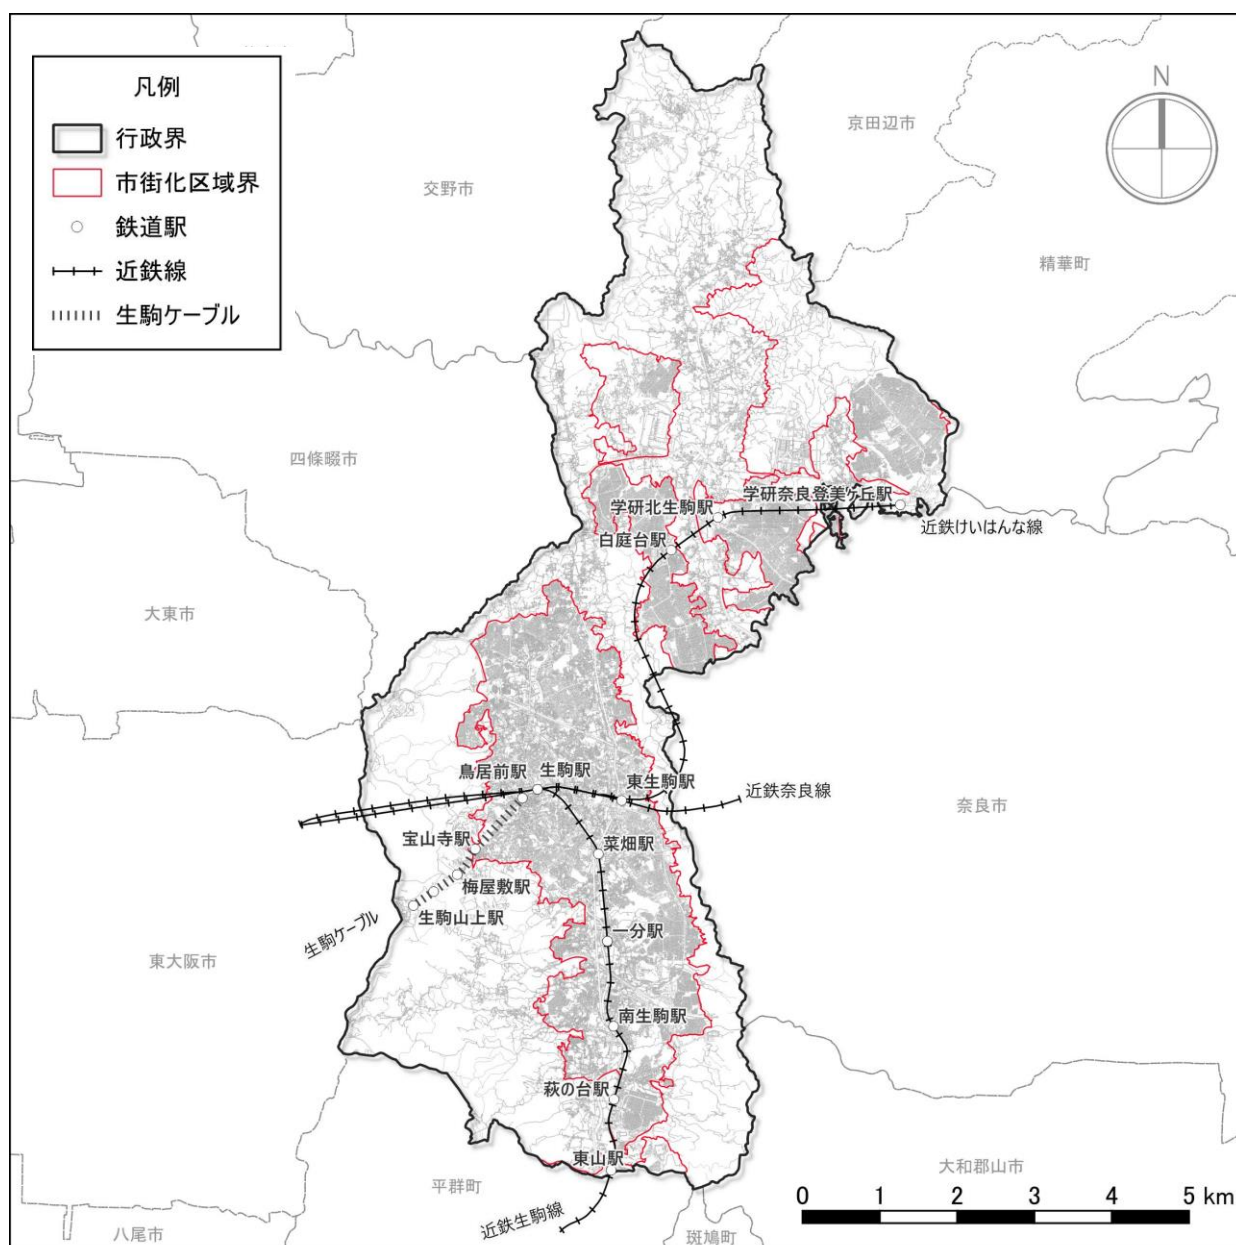 凡例
行政界
市街化区域界
鉄道駅
近鉄線
生駒ケーブル
N
京田辺市
交野市
精華町
四條畷市
学研奈良登美ケ丘駅
学研北生駒駅
近鉄けいはんな線
白庭台駅
大東市
鳥居前駅
生駒駅
東生駒駅
近鉄奈良線
奈良市
宝山寺駅
菜畑駅
梅屋敷駅
生駒山上駅
生駒ケーブル
一分駅
東大阪市
南生駒駅
萩の台駅
東山駅
大和郡山市
平群町
近鉄生駒線
八尾市
斑鳩町
0 1 2 3 4 5 km